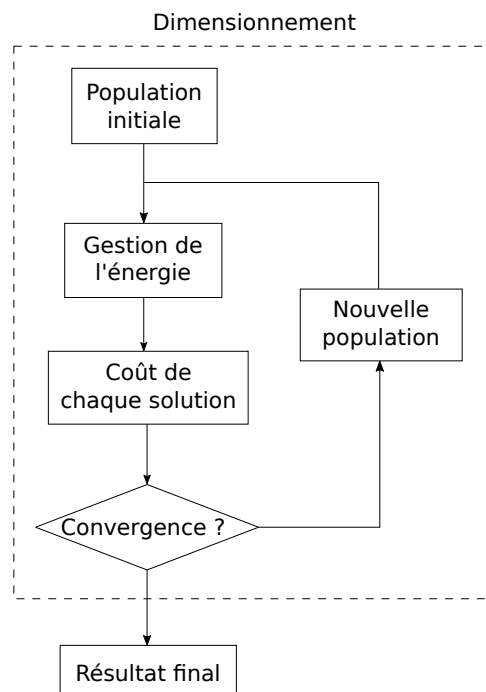 Dimensionnement
Population
initiale
Gestion de
l'énergie
Nouvelle
population
Coût de
chaque solution
Convergence ?
Résultat final